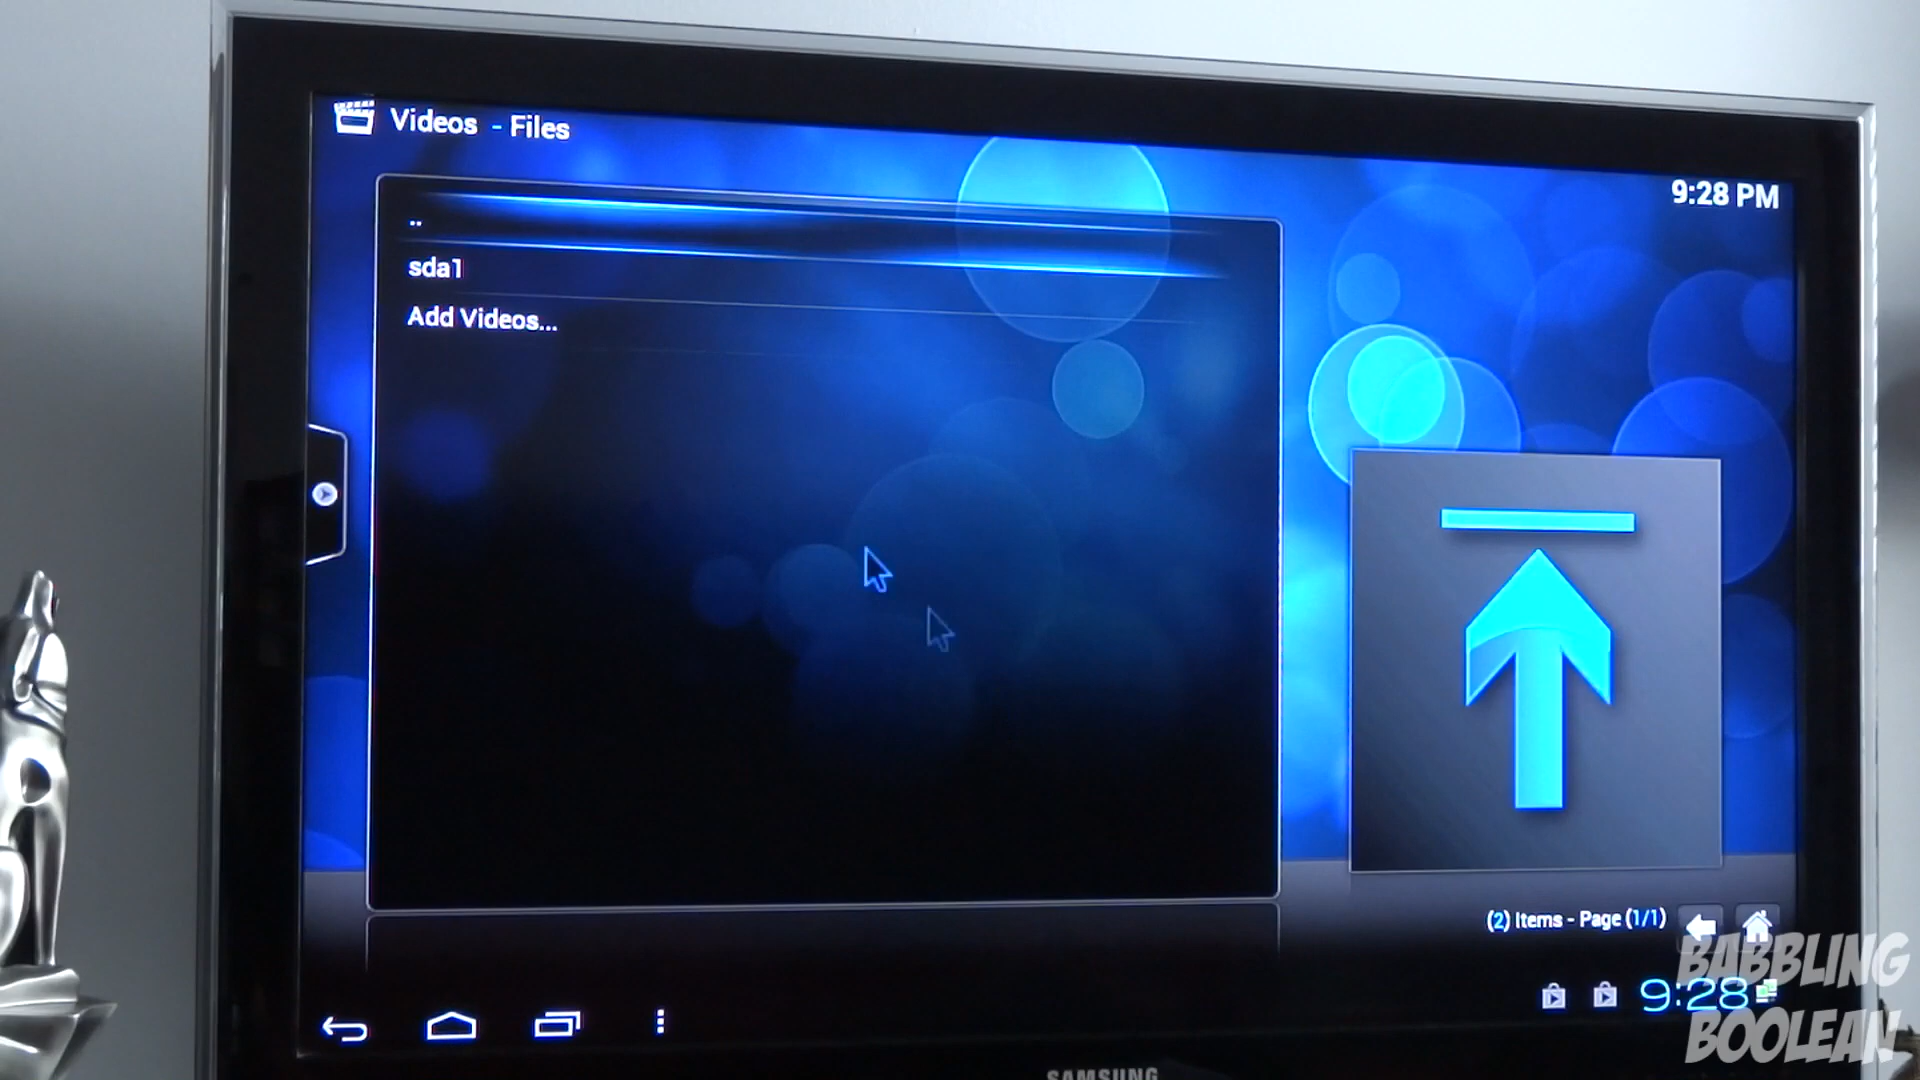 Videos - Files
9:28 PM
..
sda1
Add Videos...
(2) Items - Page (1/1)
9:28
BABBLING
BOOLEAN
SAMSUNG